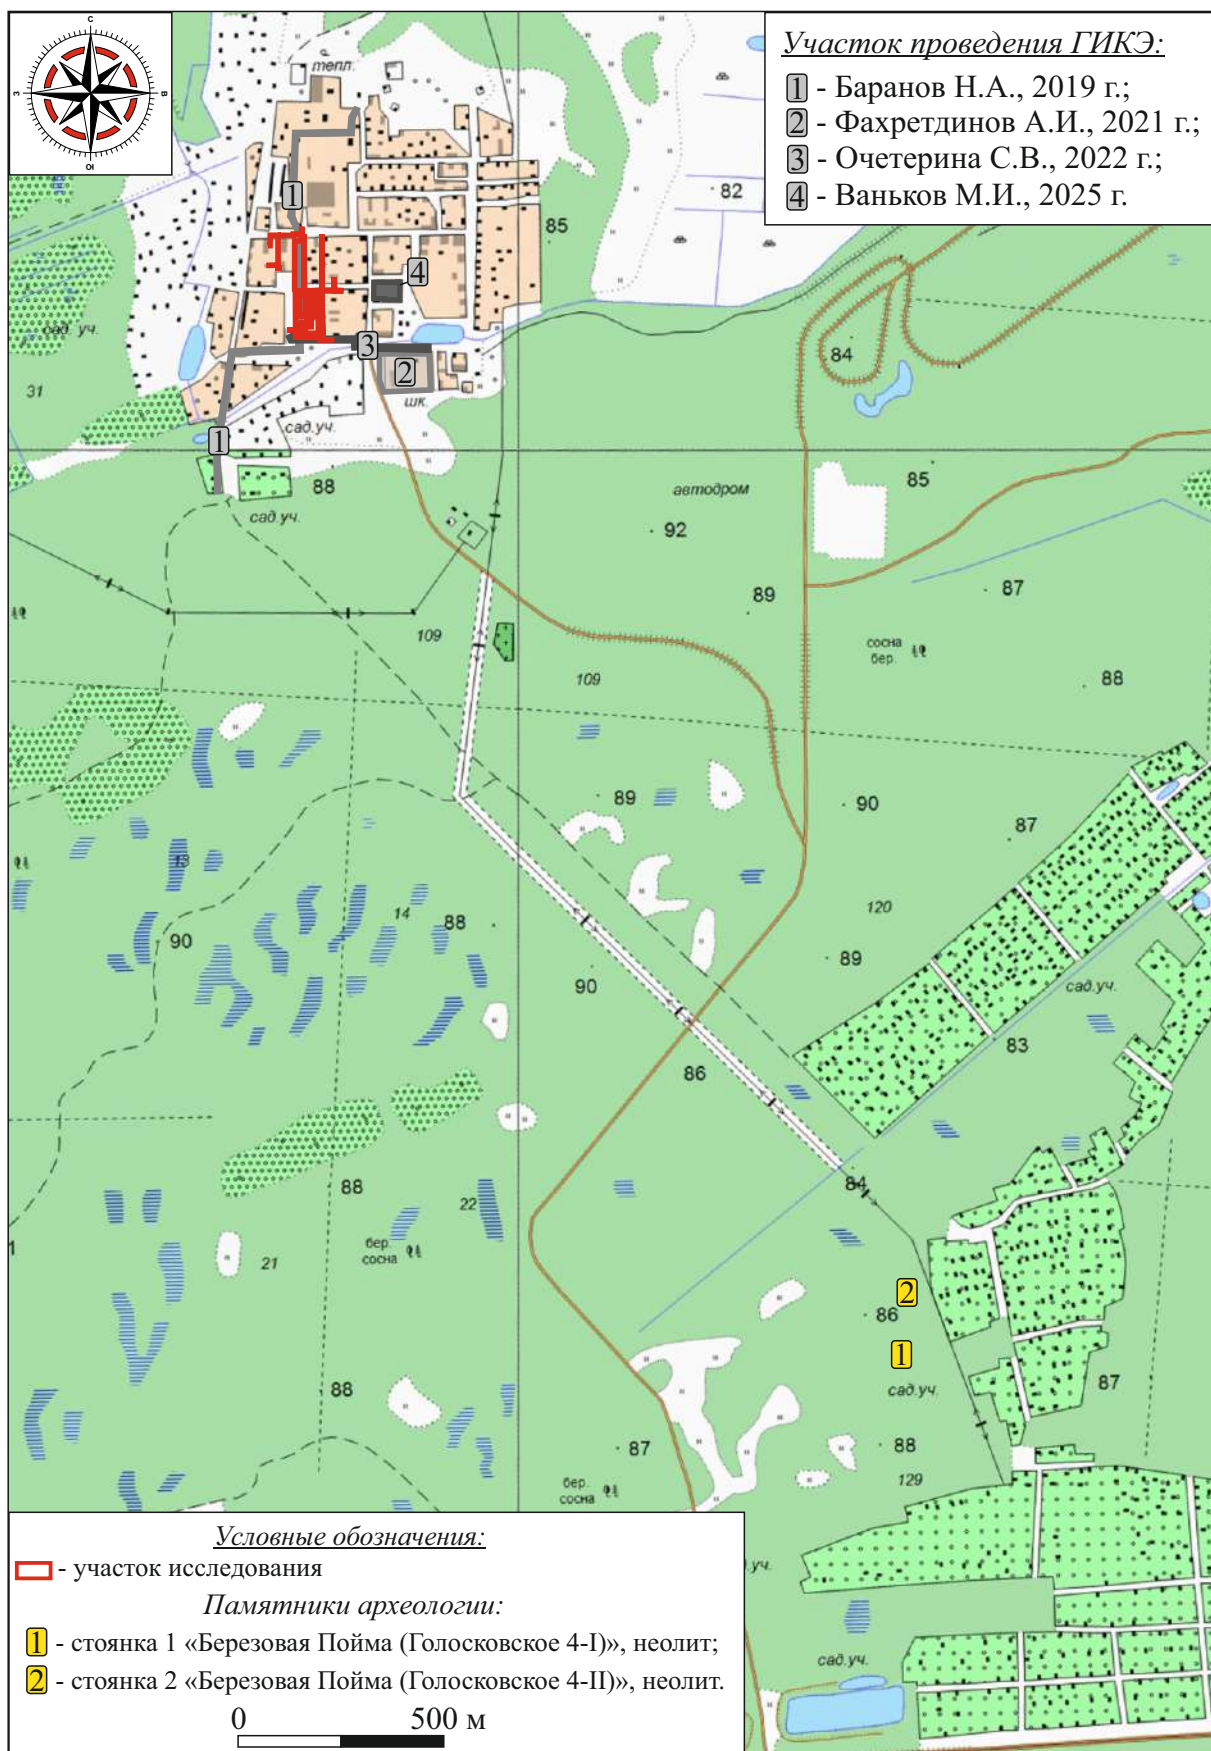 С
З
В
Ю
Участок проведения ГИКЭ:
1 - Баранов Н.А., 2019 г.;
2 - Фахретдинов А.И., 2021 г.;
3 - Очетерина С.В., 2022 г.;
4 - Ваньков М.И., 2025 г.
тепл.
82
1
85
4
84
сад. уч.
3
2
31
шк.
сад.уч.
1
88
автодром
85
сад.уч.
92
87
89
109
сосна
бер.
109
88
89
90
87
13
14
88
120
90
89
90
сад.уч.
83
86
88
84
22
бер.
сосна
21
2
86
1
88
сад.уч.
87
87
88
129
бер.
сосна
Условные обозначения:
- участок исследования
Памятники археологии:
1 - стоянка 1 «Березовая Пойма (Голосковское 4-I)», неолит;
2 - стоянка 2 «Березовая Пойма (Голосковское 4-II)», неолит.
0 500 м
уч.
сад.уч.